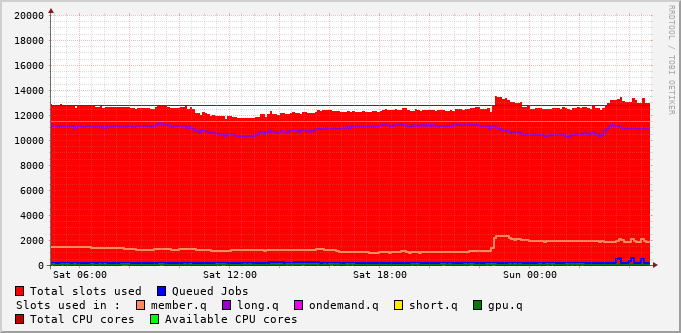 20000
18000
16000
14000
12000
10000
8000
6000
4000
2000
0
Sat 06:00 Sat 12:00 Sat 18:00 Sun 00:00
RRDTOOL / TOBI OETIKER
Total slots used Queued Jobs
Slots used in : member.q long.q ondemand.q short.q gpu.q
Total CPU cores Available CPU cores